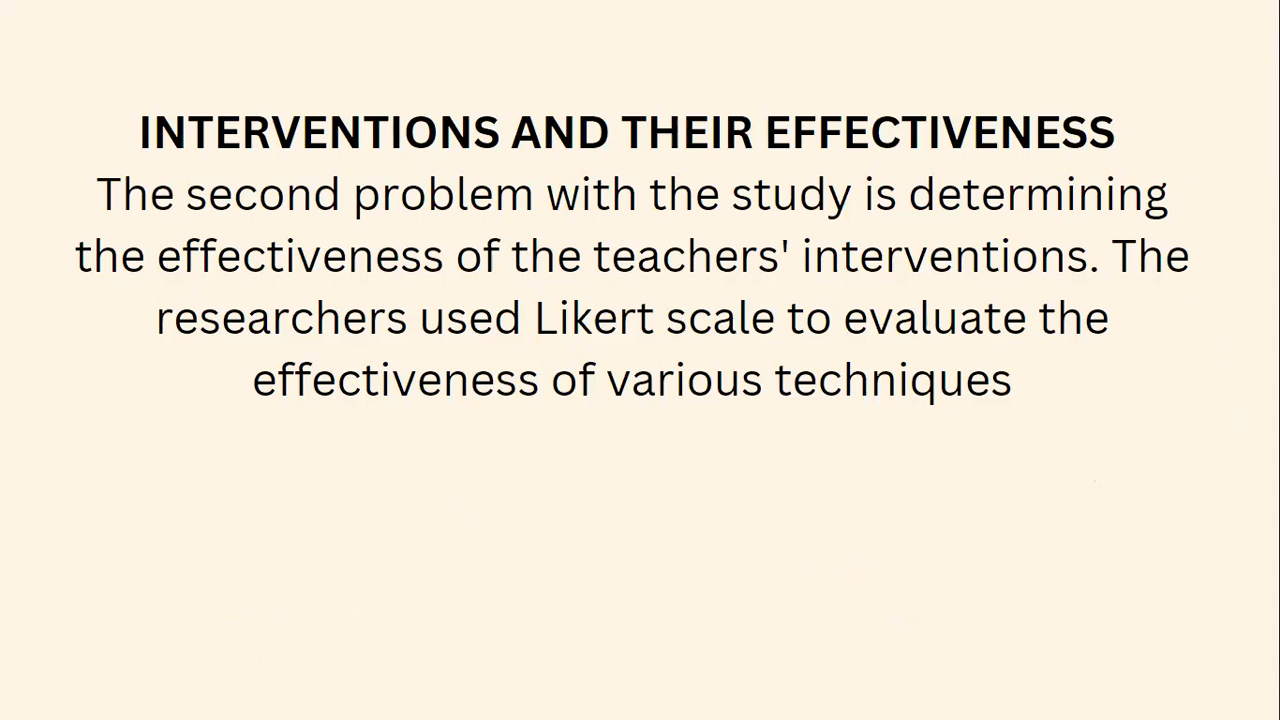 INTERVENTIONS AND THEIR EFFECTIVENESS
The second problem with the study is determining
the effectiveness of the teachers' interventions. The
researchers used Likert scale to evaluate the
effectiveness of various techniques